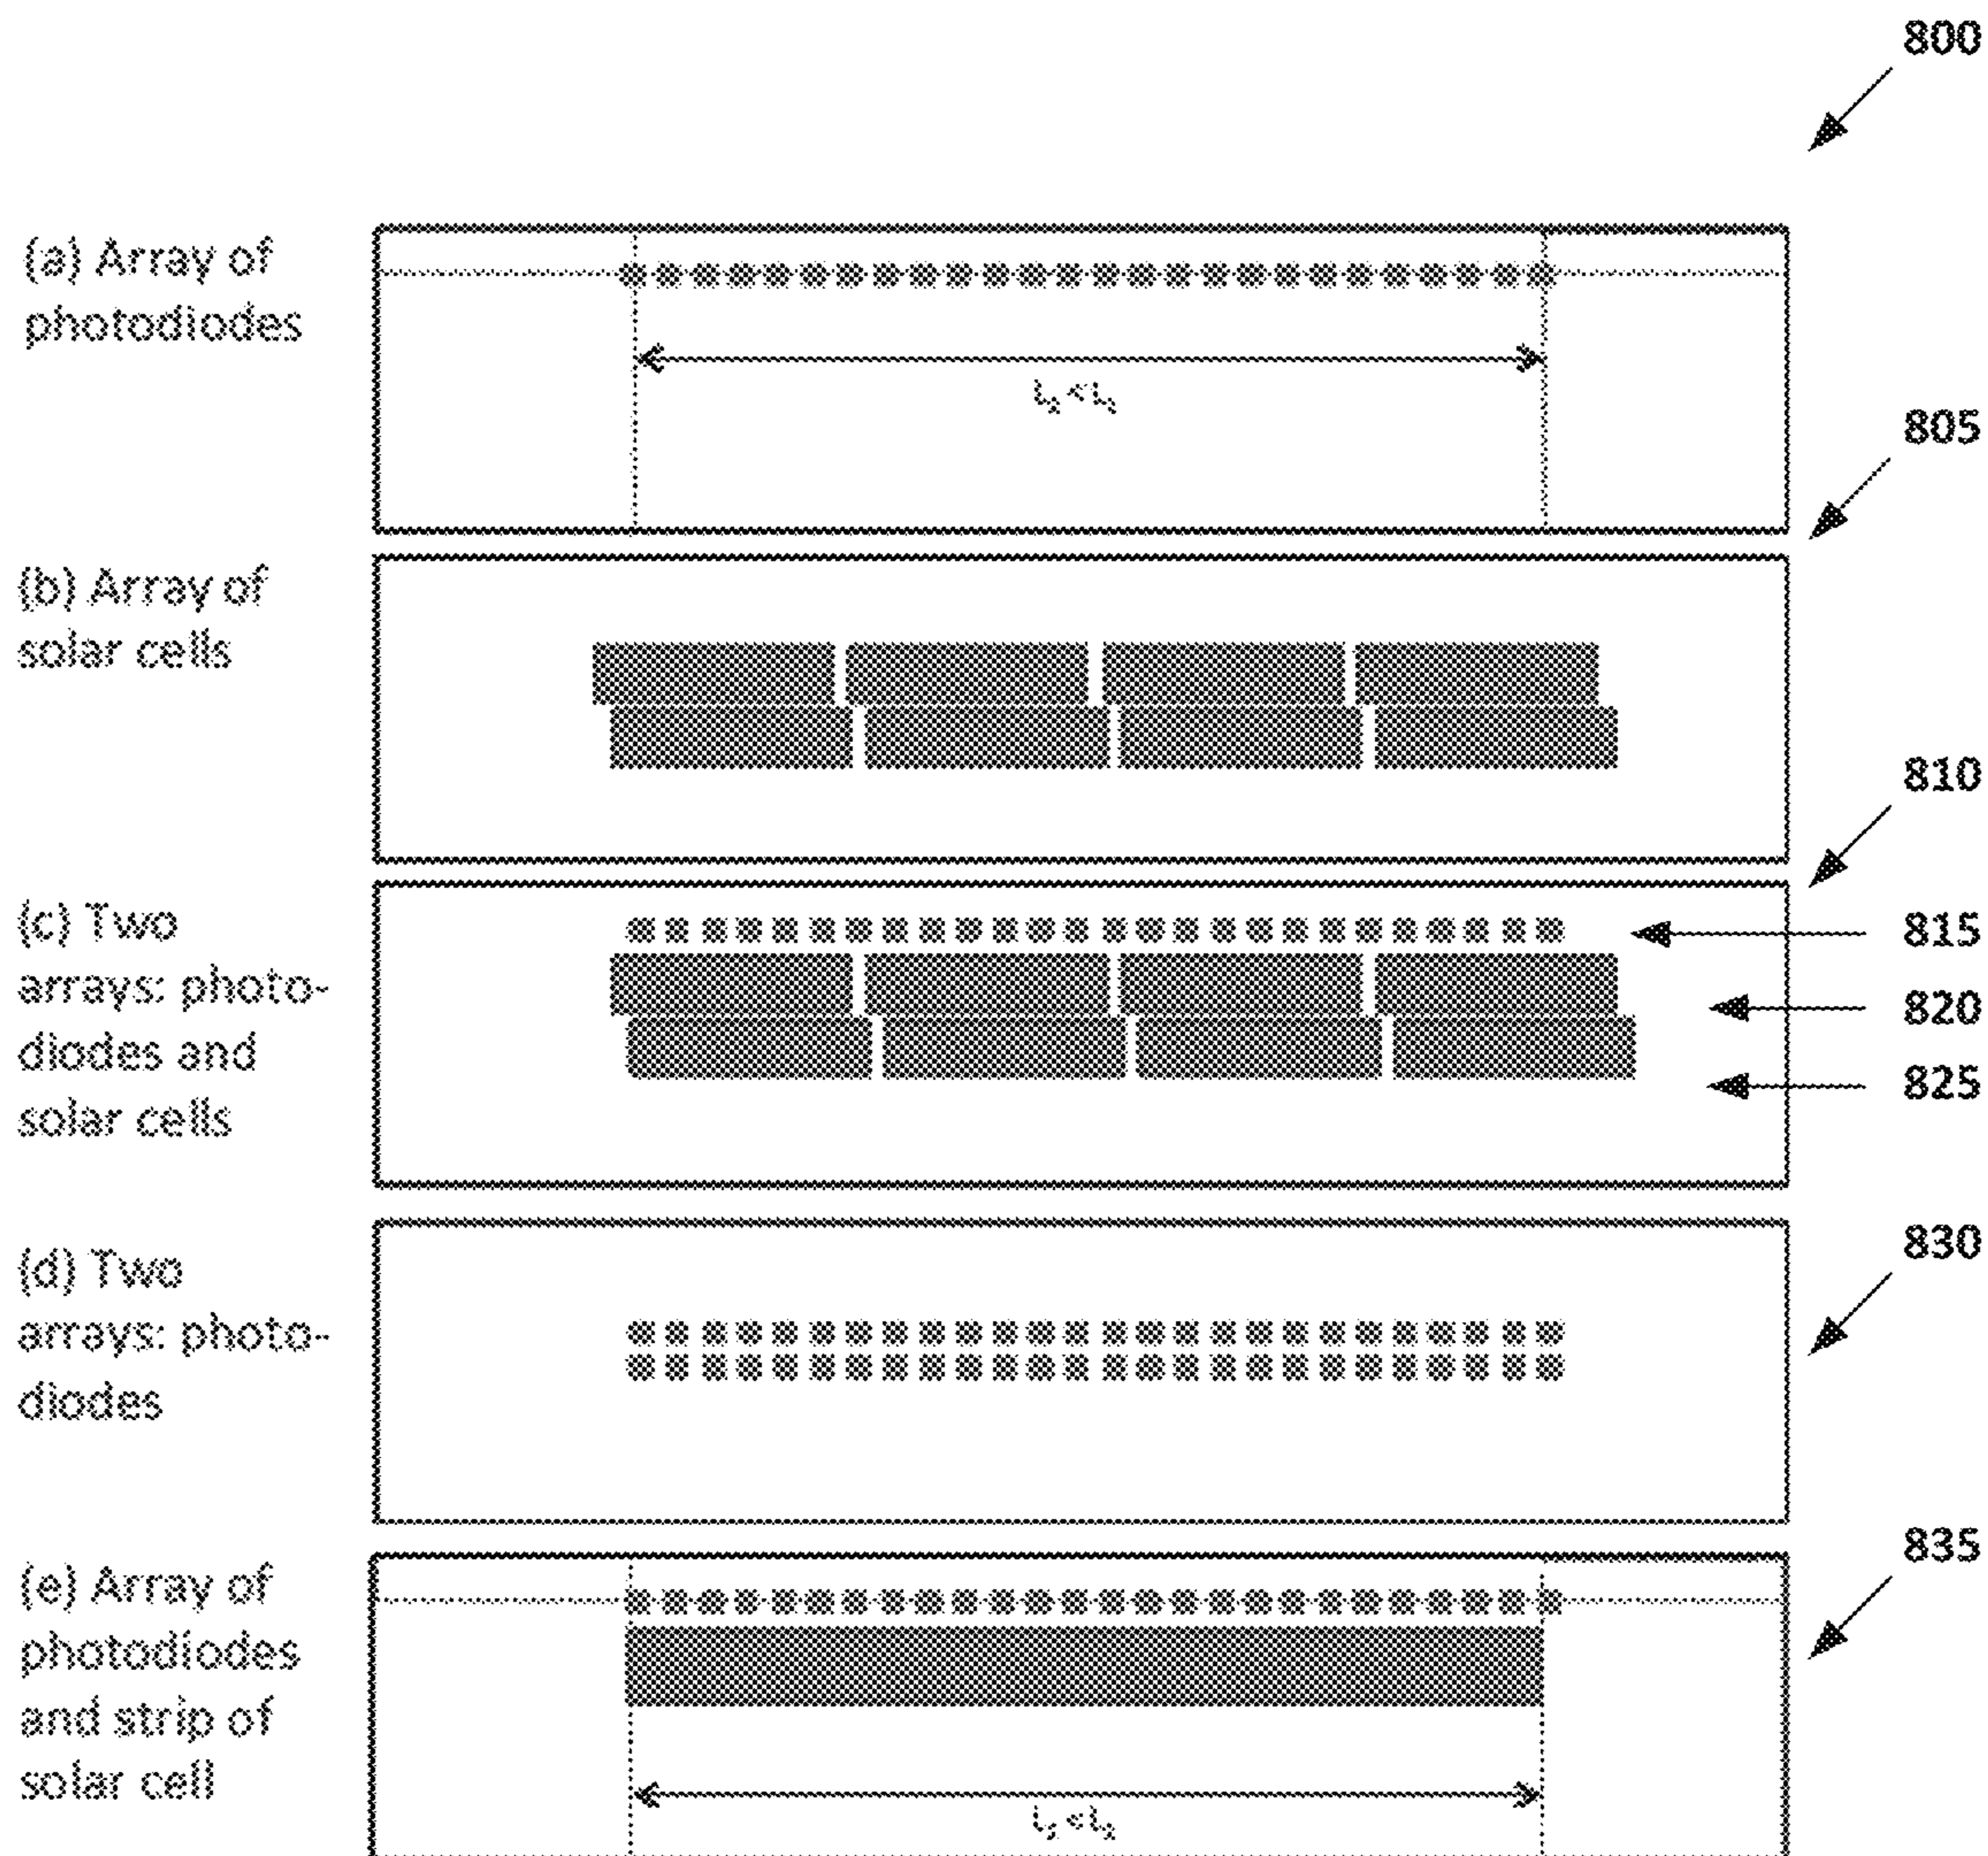 800
(a) Array of
photodiodes
805
(b) Array of
solar cells
810
(c) Two
arrays: photo-
diodes and
solar cells
815
820
825
830
(d) Two
arrays: photo-
diodes
835
(e) Array of
photodiodes
and strip of
solar cell